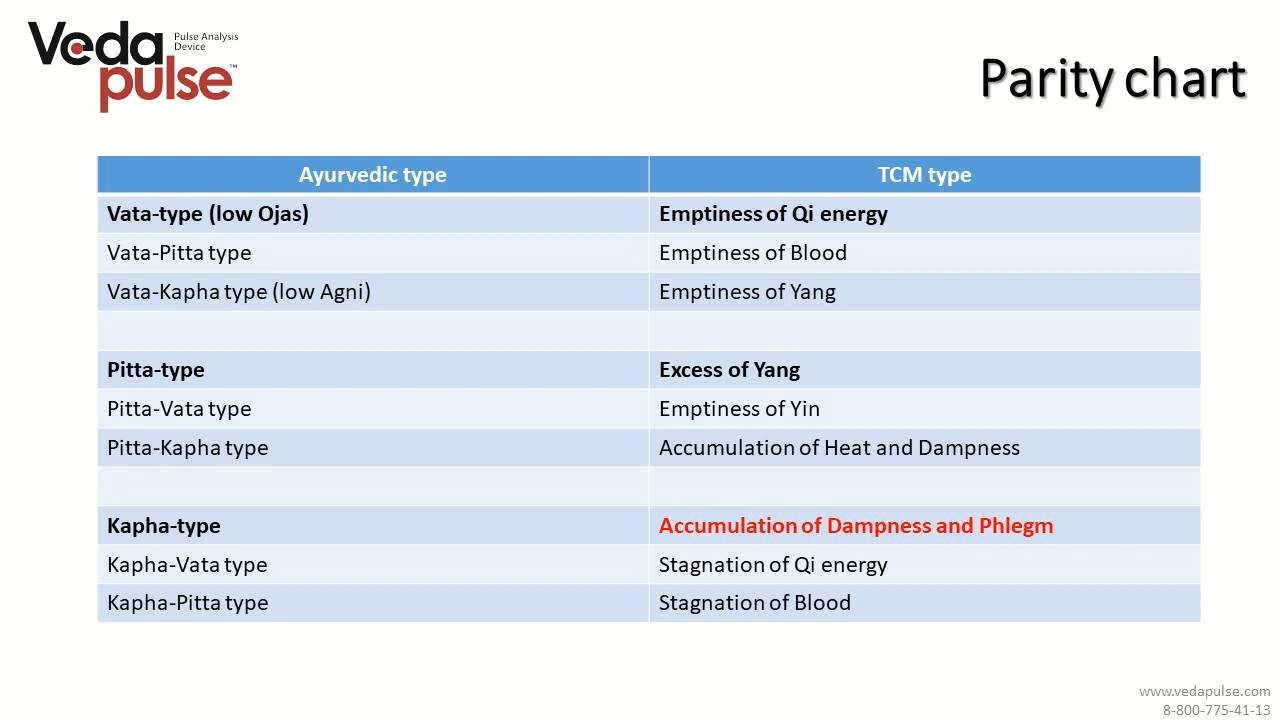 Veda
pulse™
Pulse Analysis
Device
Parity chart
Ayurvedic type TCM type
Vata-type (low Ojas) Emptiness of Qi energy
Vata-Pitta type Emptiness of Blood
Vata-Kapha type (low Agni) Emptiness of Yang
Pitta-type Excess of Yang
Pitta-Vata type Emptiness of Yin
Pitta-Kapha type Accumulation of Heat and Dampness
Kapha-type Accumulation of Dampness and Phlegm
Kapha-Vata type Stagnation of Qi energy
Kapha-Pitta type Stagnation of Blood
www.vedapulse.com
8-800-775-41-13